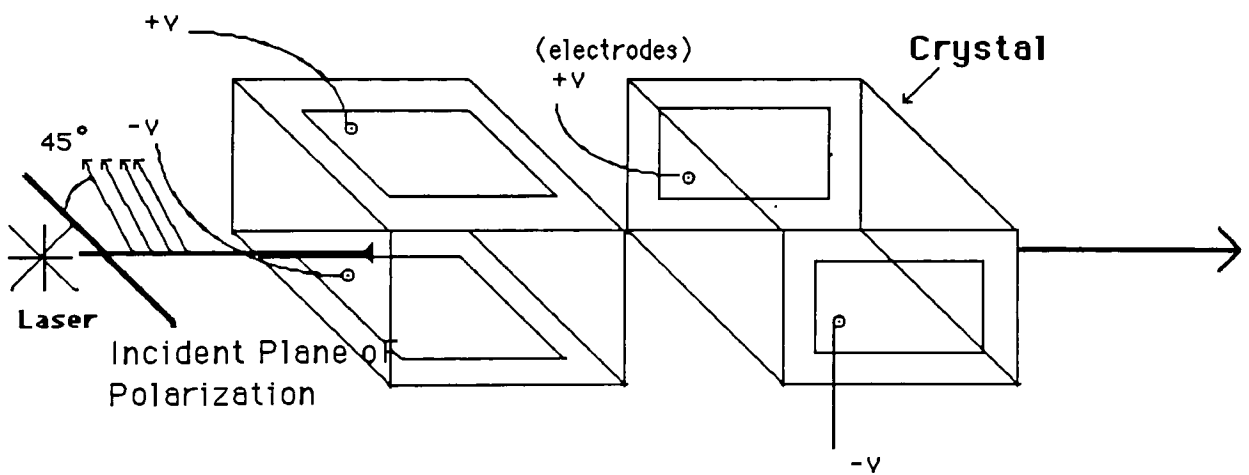 +V
(electrodes)
+V
Crystal
-V
45°
Laser
Incident Plane of
Polarization
-V